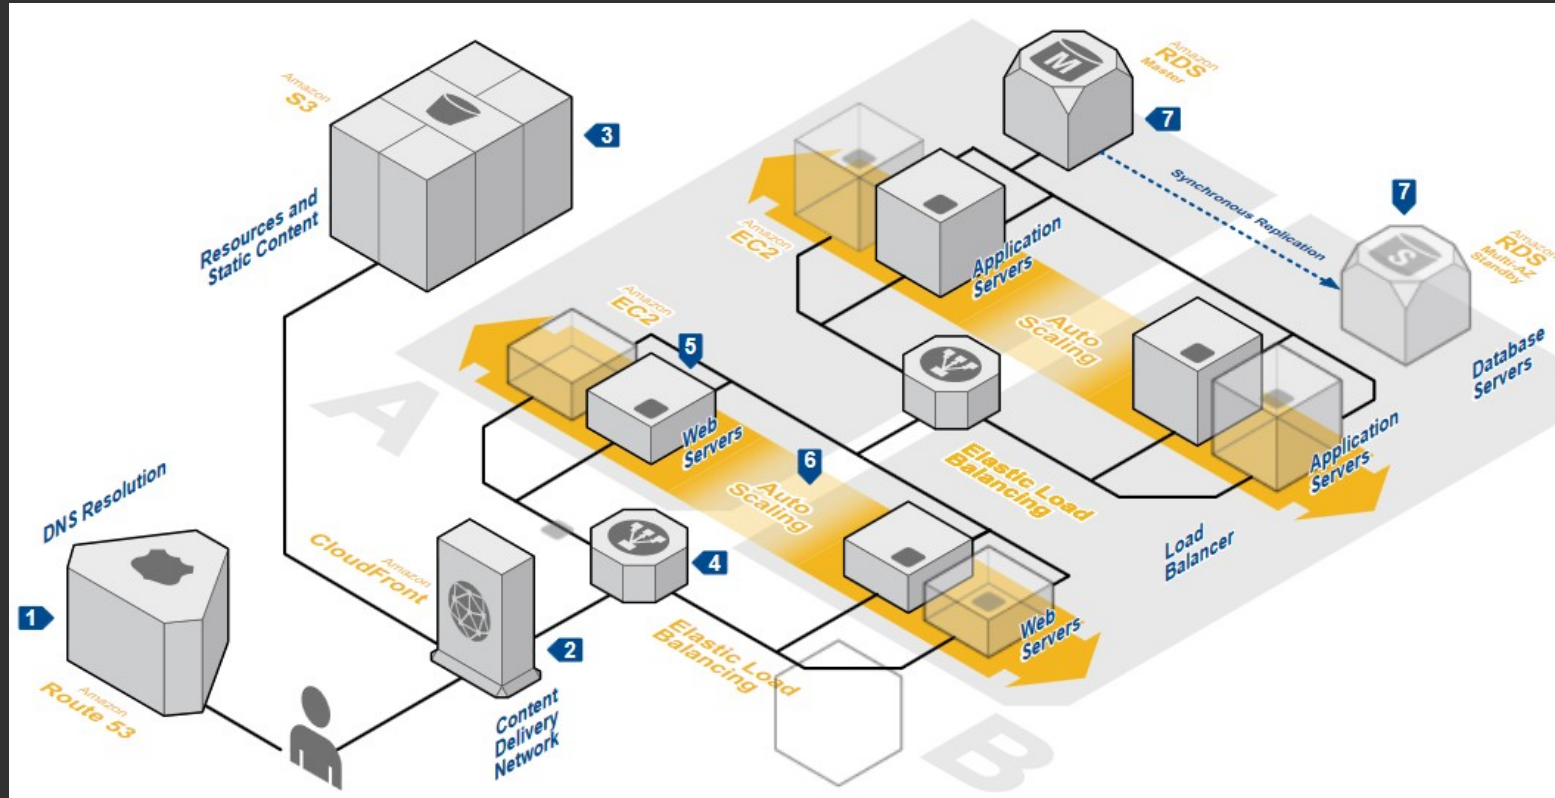 Amazon
S3
3
Resources and
Static Content
Amazon
RDS
Master
7
Synchronous Replication
7
Amazon
RDS
Multi-AZ
Standby
Database
Servers
Amazon
EC2
Application
Servers
Auto
Scaling
Application
Servers
Amazon
EC2
5
Web
Servers
6
Auto
Scaling
Elastic Load
Balancing
Load
Balancer
A
DNS Resolution
1
Amazon
Route 53
Amazon
CloudFront
2
Content
Delivery
Network
4
Elastic Load
Balancing
Web
Servers
B
M
S